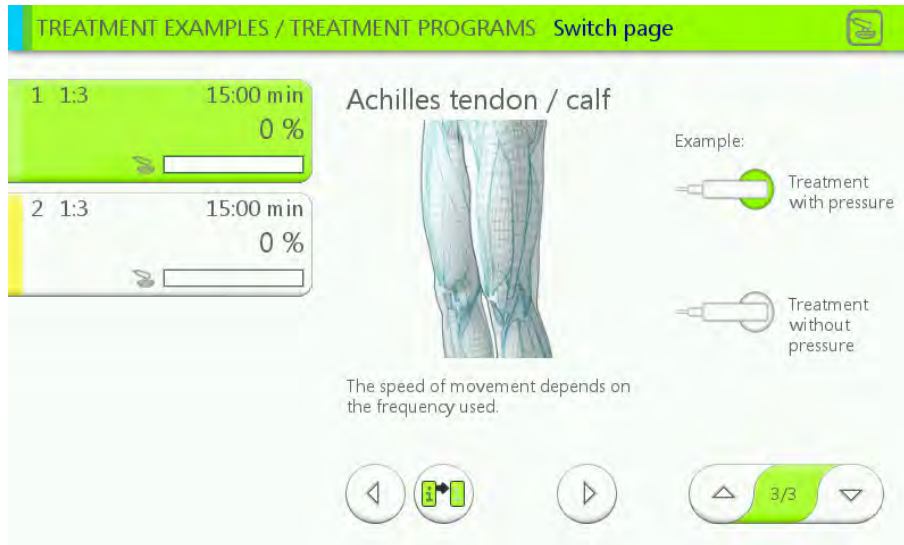 TREATMENT EXAMPLES / TREATMENT PROGRAMS Switch page
1 1:3 15:00 min
0 %
2 1:3 15:00 min
0 %
Achilles tendon / calf
The speed of movement depends on
the frequency used.
Example:
Treatment
with pressure
Treatment
without
pressure
i
3/3